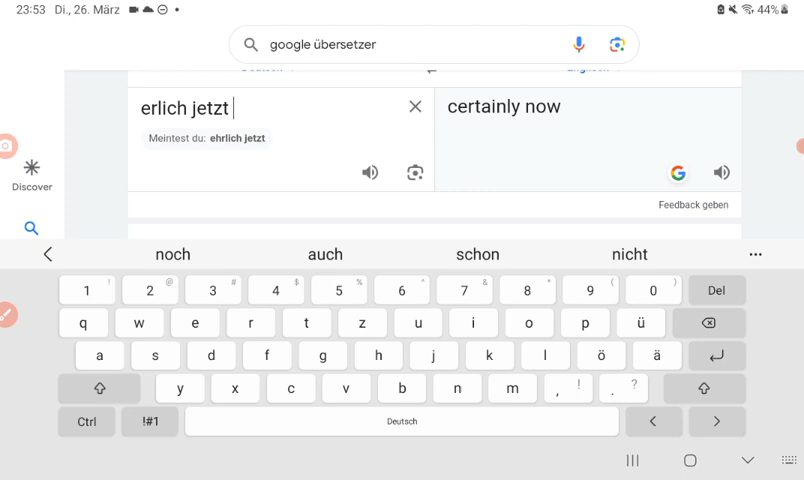 23:53 Di., 26. März 44%
google übersetzer
erlich jetzt
certainly now
Meintest du: ehrlich jetzt
Discover
Feedback geben
noch auch schon nicht ...
1 ! 2 @ 3 # 4 $ 5 % 6 ^ 7 & 8 * 9 ( 0 ) Del
q w e r t z u i o p ü
a s d f g h j k l ö ä
y x c v b n m , ! . ?
Ctrl !#1 Deutsch < >